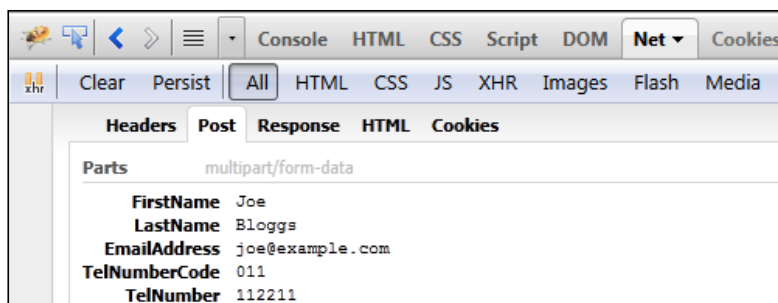 Console HTML CSS Script DOM Net Cookies
xhr Clear Persist All HTML CSS JS XHR Images Flash Media
Headers Post Response HTML Cookies
Parts multipart/form-data
FirstName Joe
LastName Bloggs
EmailAddress joe@example.com
TelNumberCode 011
TelNumber 112211